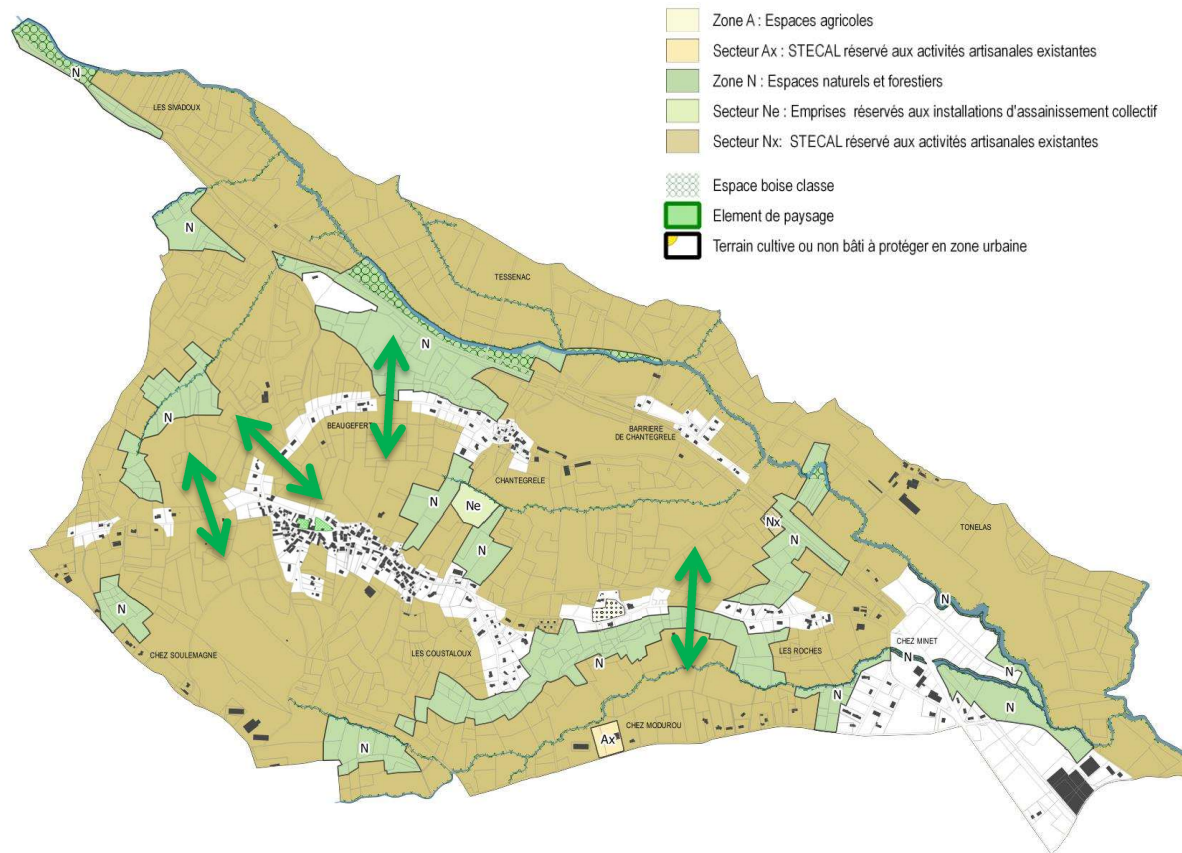 Zone A : Espaces agricoles
Secteur Ax : STECAL réservé aux activités artisanales existantes
Zone N : Espaces naturels et forestiers
Secteur Ne : Emprises réservés aux installations d'assainissement collectif
Secteur Nx: STECAL réservé aux activités artisanales existantes
Espace boise classe
Element de paysage
Terrain cultive ou non bâti à protéger en zone urbaine
N
LES SIVADOUX
N
TESSENAC
N
N
BEAUGEFERT
BARRIERE
DE CHANTEGRELE
CHANTEGRELE
N
Ne
TONELAS
Nx
N
N
N
N
CHEZ MINET
CHEZ SOULEMAGNE
LES COUSTALOUX
LES ROCHES
N
N
N
N
N
CHEZ MODUROU
Ax
N